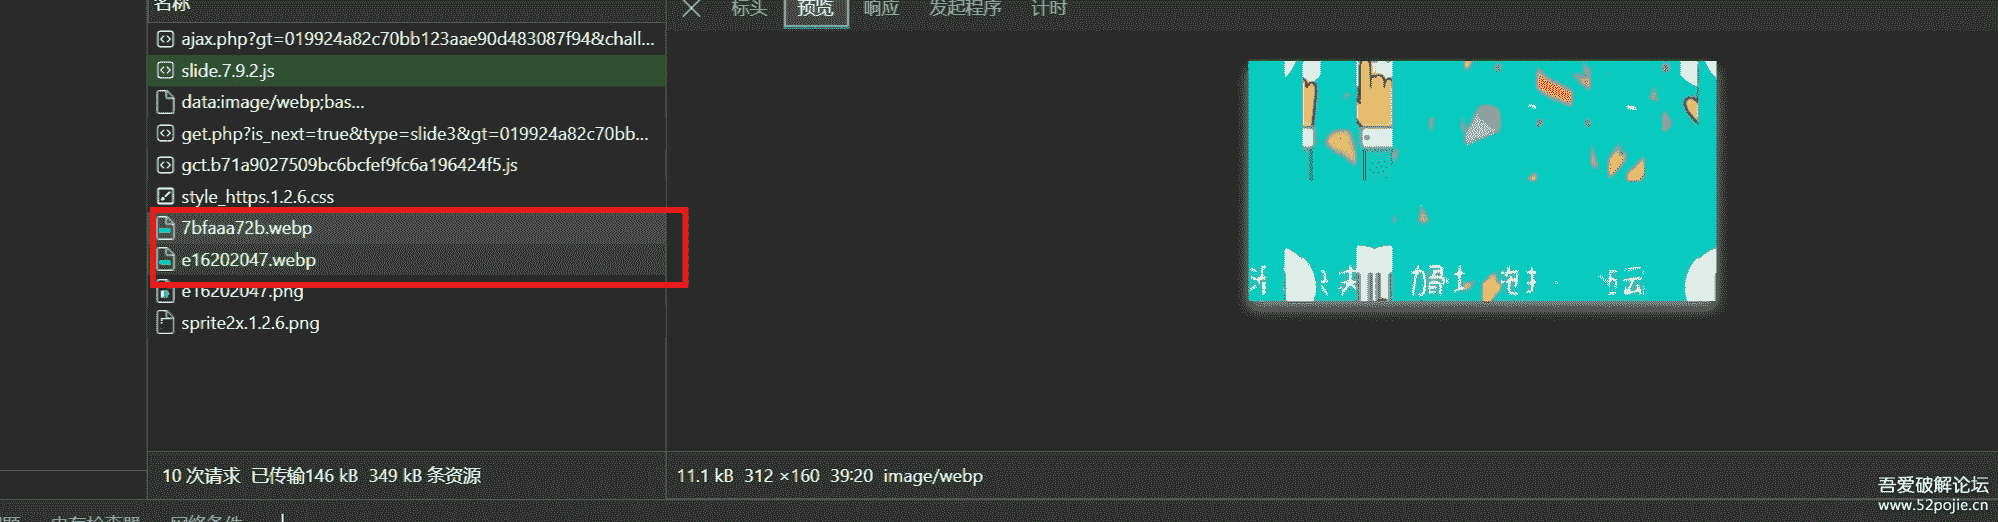 名称
标头 预览 响应 发起程序 计时
ajax.php?gt=019924a82c70bb123aae90d483087f94&chall...
slide.7.9.2.js
data:image/webp;bas...
get.php?is_next=true&type=slide3&gt=019924a82c70bb...
gct.b71a9027509bc6bcfef9fc6a196424f5.js
style_https.1.2.6.css
7bfaaa72b.webp
e16202047.webp
e16202047.png
sprite2x.1.2.6.png
10 次请求 已传输146 kB 349 kB 条资源
11.1 kB 312 ×160 39:20 image/webp
吾爱破解论坛
www.52pojie.cn